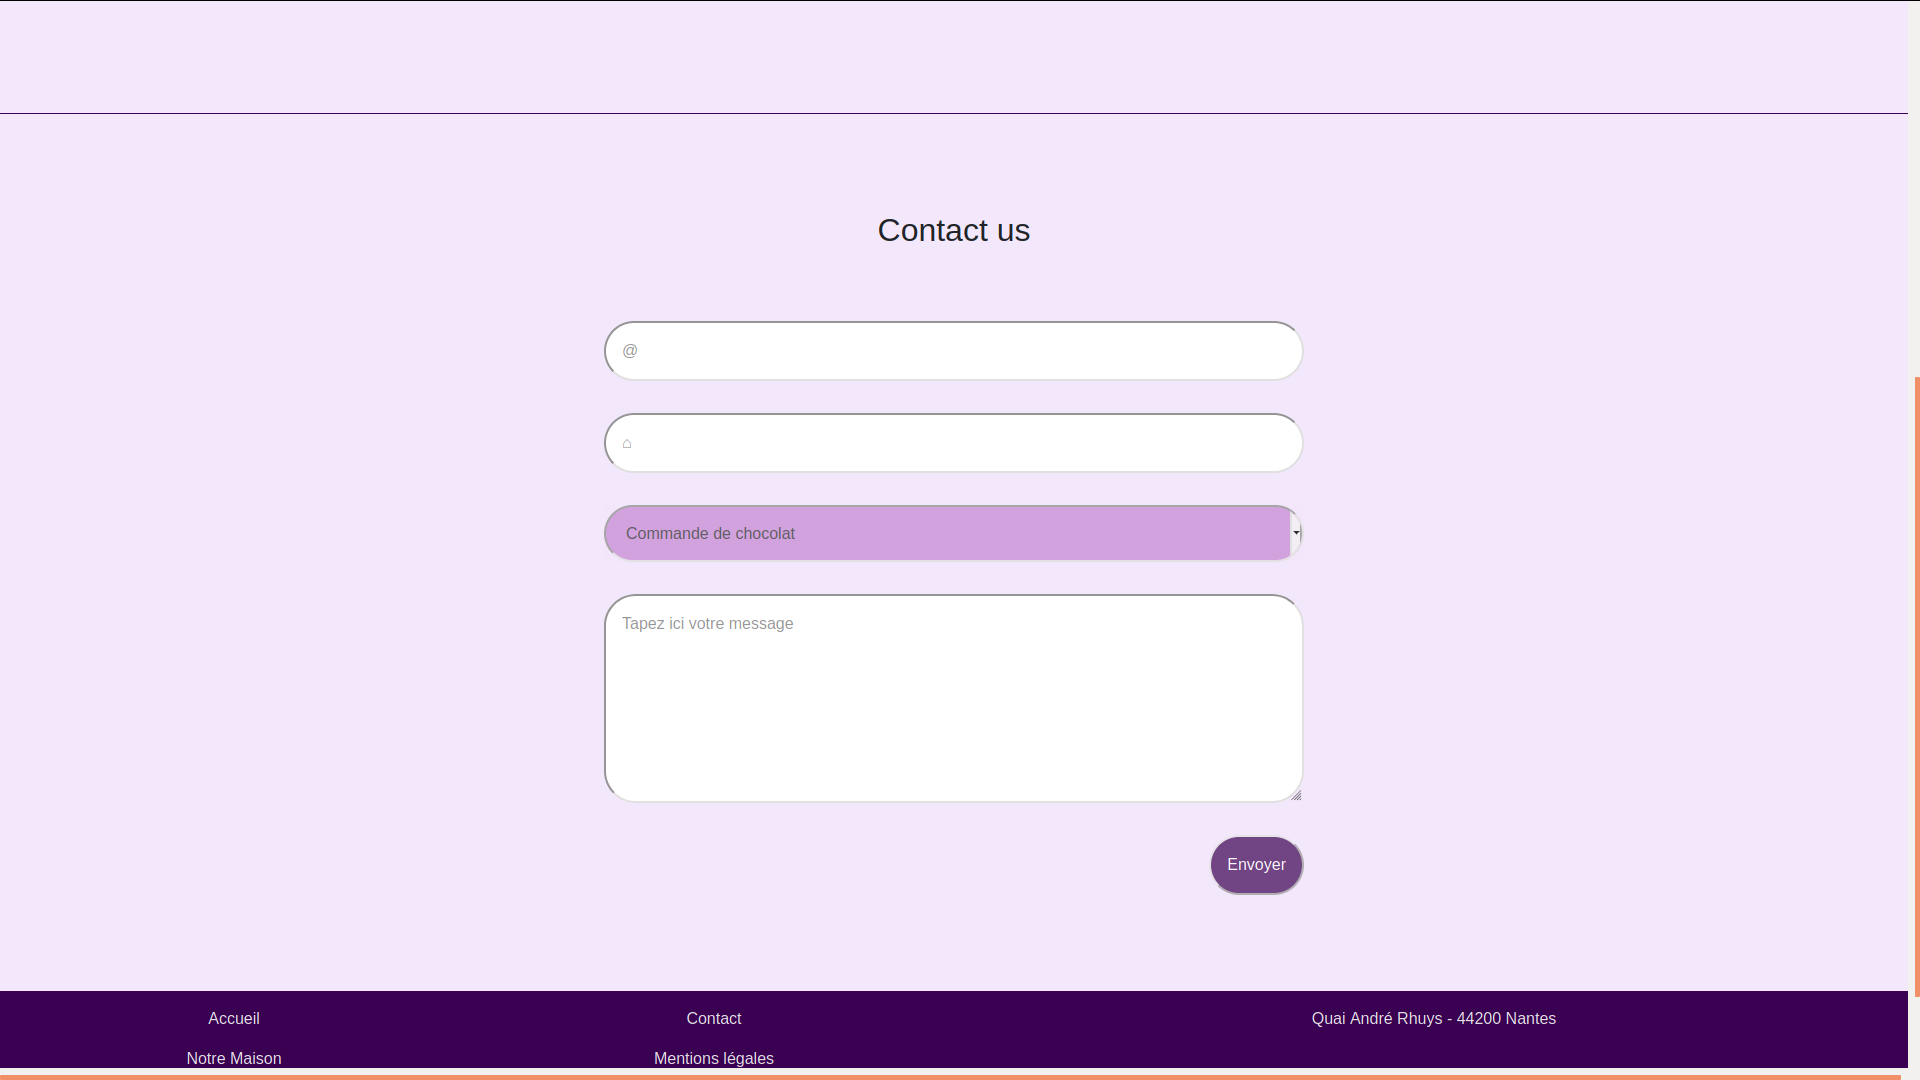 Contact us
@
⌂
Commande de chocolat
Tapez ici votre message
Envoyer
Accueil
Contact
Quai André Rhuys - 44200 Nantes
Notre Maison
Mentions légales